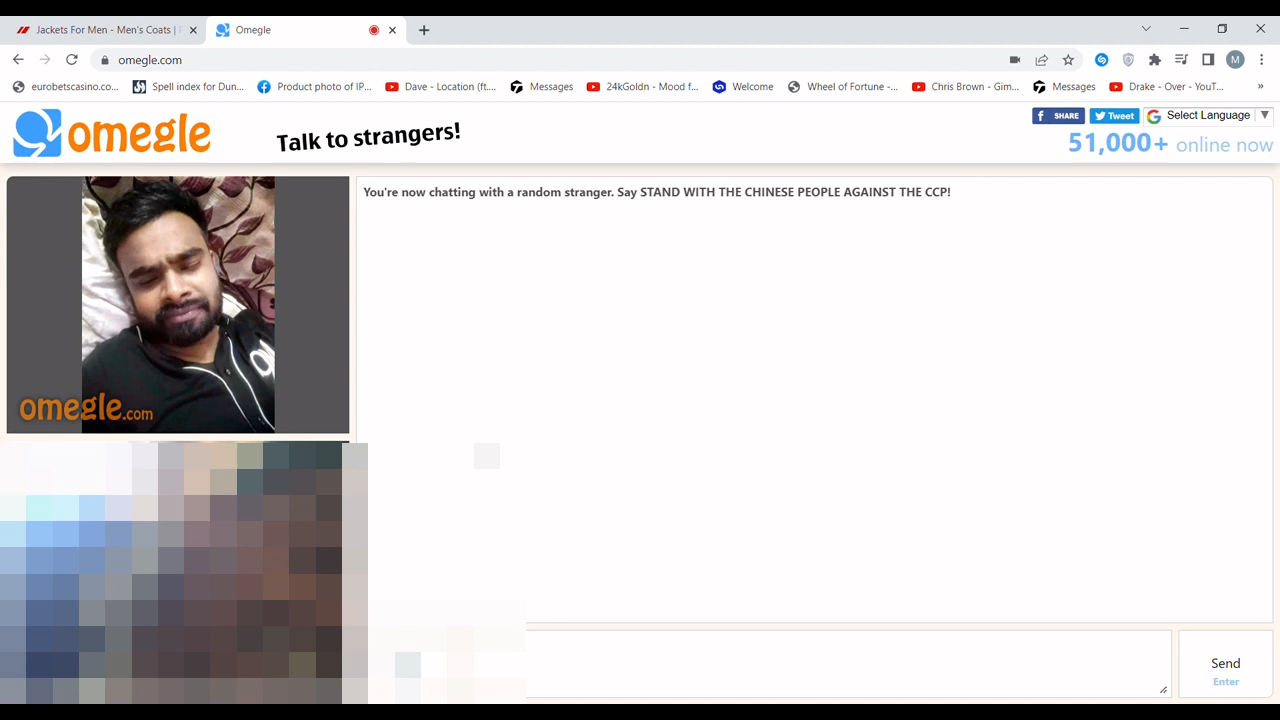 Jackets For Men - Men's Coats |
Omegle
omegle.com
eurobetscasino.co...
Spell index for Dun...
Product photo of IP...
Dave - Location (ft....
Messages
24kGoldn - Mood f...
Welcome
Wheel of Fortune -...
Chris Brown - Gim...
Messages
Drake - Over - YouT...
»
omegle
Talk to strangers!
f SHARE
Tweet
G Select Language ▼
51,000+ online now
You're now chatting with a random stranger. Say STAND WITH THE CHINESE PEOPLE AGAINST THE CCP!
omegle.com
Send
Enter
M